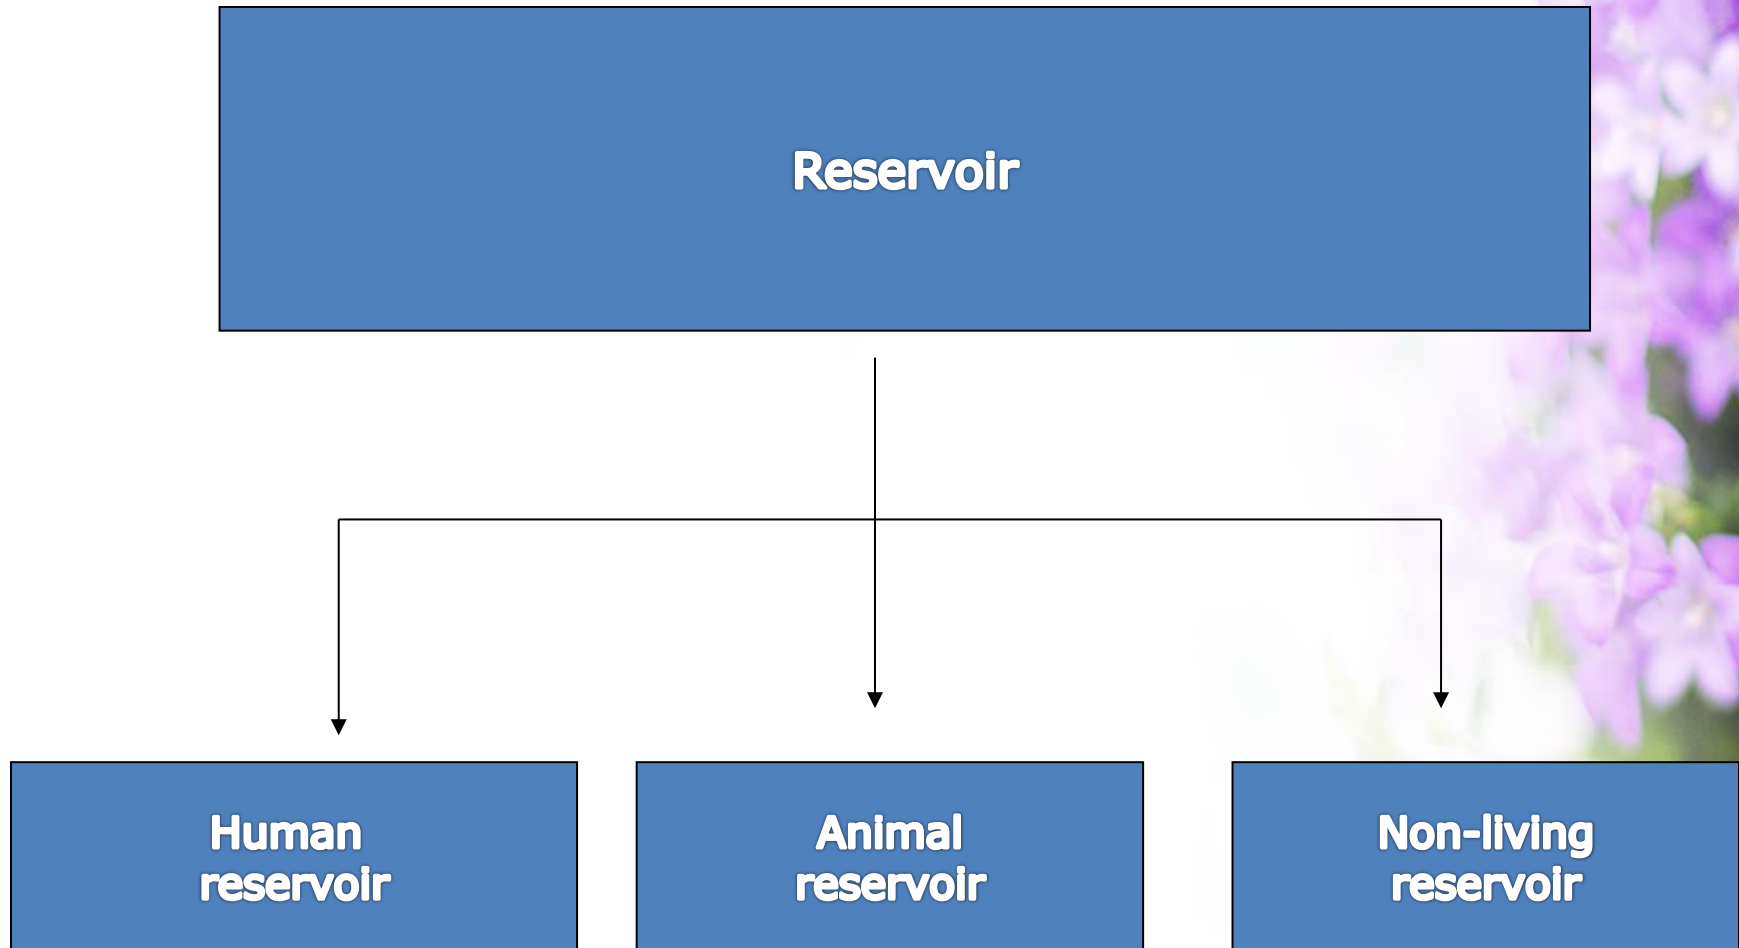 Reservoir
Human
reservoir
Animal
reservoir
Non-living
reservoir